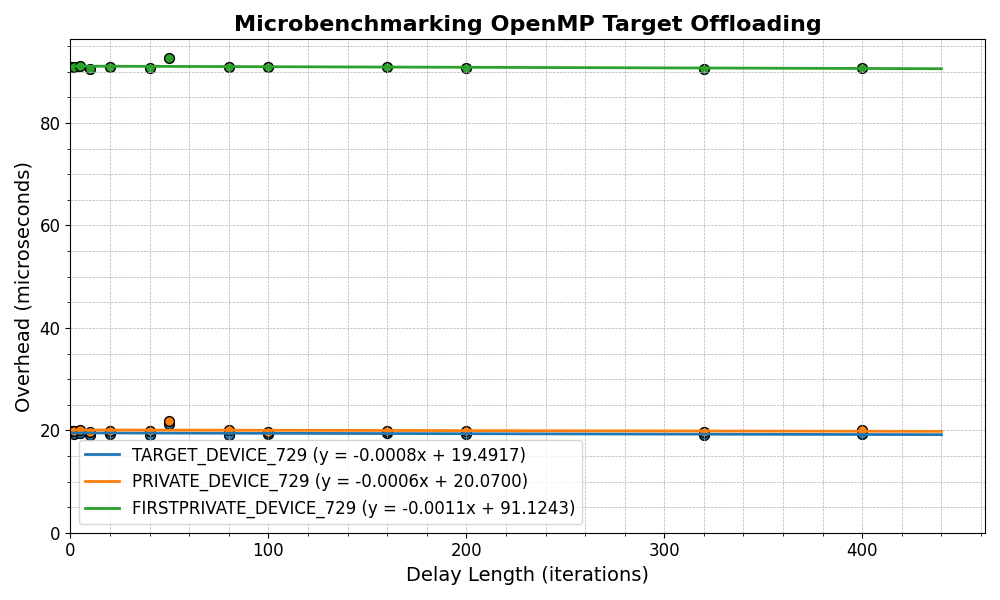 Microbenchmarking OpenMP Target Offloading
Overhead (microseconds)
80
60
40
20
0
TARGET_DEVICE_729 (y = -0.0008x + 19.4917)
PRIVATE_DEVICE_729 (y = -0.0006x + 20.0700)
FIRSTPRIVATE_DEVICE_729 (y = -0.0011x + 91.1243)
0 100 200 300 400
Delay Length (iterations)